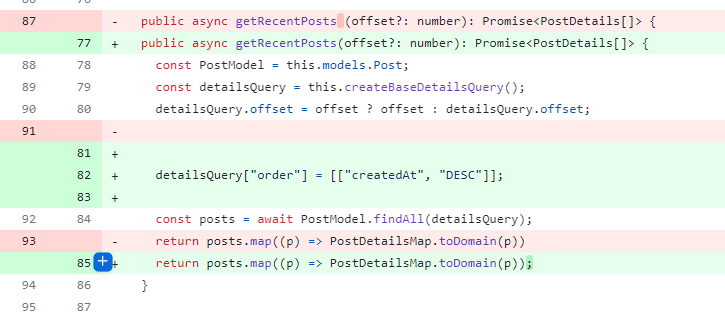 87 - public async getRecentPosts (offset?: number): Promise<PostDetails[]> {
77 + public async getRecentPosts(offset?: number): Promise<PostDetails[]> {
88 78 const PostModel = this.models.Post;
89 79 const detailsQuery = this.createBaseDetailsQuery();
90 80 detailsQuery.offset = offset ? offset : detailsQuery.offset;
91 -
81 +
82 + detailsQuery["order"] = [["createdAt", "DESC"]];
83 +
92 84 const posts = await PostModel.findAll(detailsQuery);
93 - return posts.map((p) => PostDetailsMap.toDomain(p))
85 + + return posts.map((p) => PostDetailsMap.toDomain(p));
94 86 }
95 87